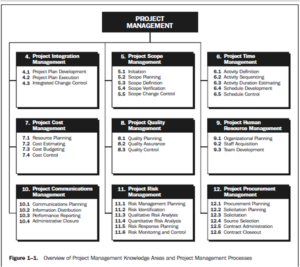 PROJECT
MANAGEMENT
4. Project Integration
Management
4.1 Project Plan Development
4.2 Project Plan Execution
4.3 Integrated Change Control
5. Project Scope
Management
5.1 Initiation
5.2 Scope Planning
5.3 Scope Definition
5.4 Scope Verification
5.5 Scope Change Control
6. Project Time
Management
6.1 Activity Definition
6.2 Activity Sequencing
6.3 Activity Duration Estimating
6.4 Schedule Development
6.5 Schedule Control
7. Project Cost
Management
7.1 Resource Planning
7.2 Cost Estimating
7.3 Cost Budgeting
7.4 Cost Control
8. Project Quality
Management
8.1 Quality Planning
8.2 Quality Assurance
8.3 Quality Control
9. Project Human
Resource Management
9.1 Organizational Planning
9.2 Staff Acquisition
9.3 Team Development
10. Project Communications
Management
10.1 Communications Planning
10.2 Information Distribution
10.3 Performance Reporting
10.4 Administrative Closure
11. Project Risk
Management
11.1 Risk Management Planning
11.2 Risk Identification
11.3 Qualitative Risk Analysis
11.4 Quantitative Risk Analysis
11.5 Risk Response Planning
11.6 Risk Monitoring and Control
12. Project Procurement
Management
12.1 Procurement Planning
12.2 Solicitation Planning
12.3 Solicitation
12.4 Source Selection
12.5 Contract Administration
12.6 Contract Closeout
Figure 1–1. Overview of Project Management Knowledge Areas and Project Management Processes